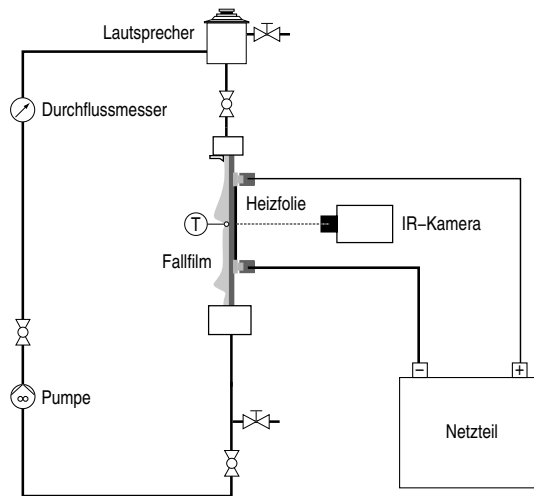 Lautsprecher
Durchflussmesser
Heizfolie
T
IR–Kamera
Fallfilm
Pumpe
– +
Netzteil